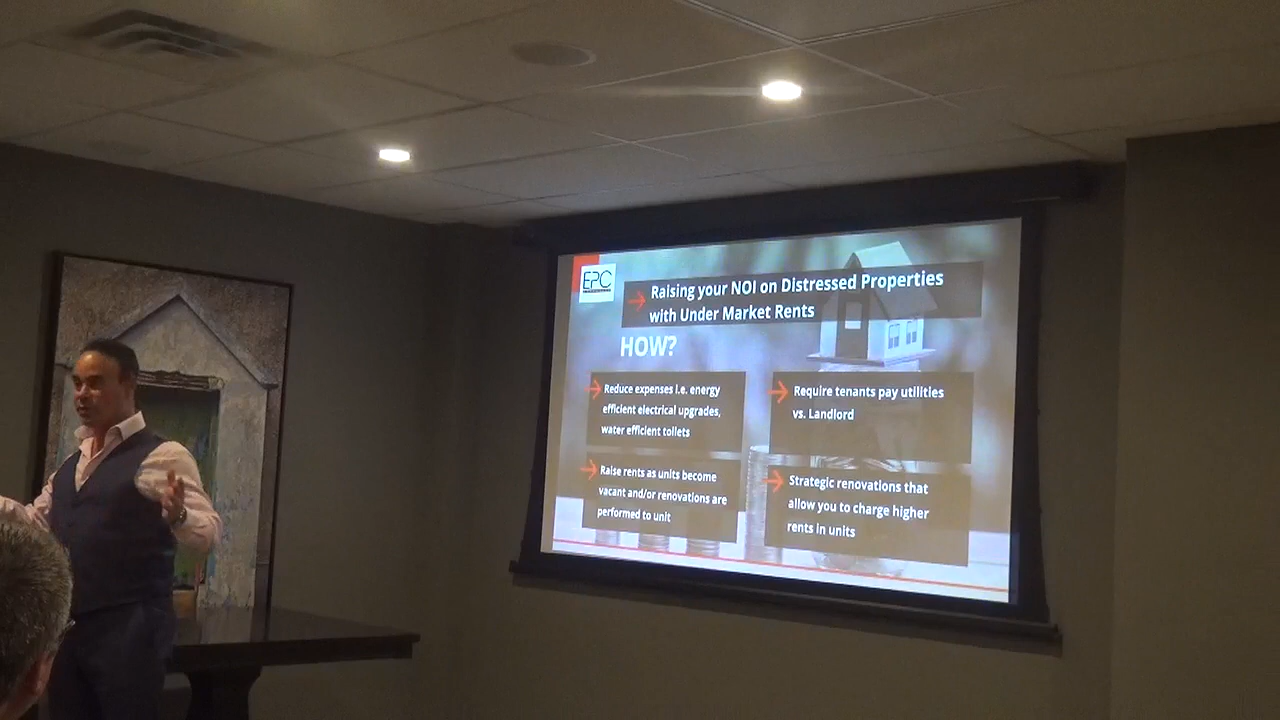 EPC
Raising your NOI on Distressed Properties
with Under Market Rents
HOW?
Reduce expenses i.e. energy
efficient electrical upgrades,
water efficient toilets
Require tenants pay utilities
vs. Landlord
Raise rents as units become
vacant and/or renovations are
performed to unit
Strategic renovations that
allow you to charge higher
rents in units